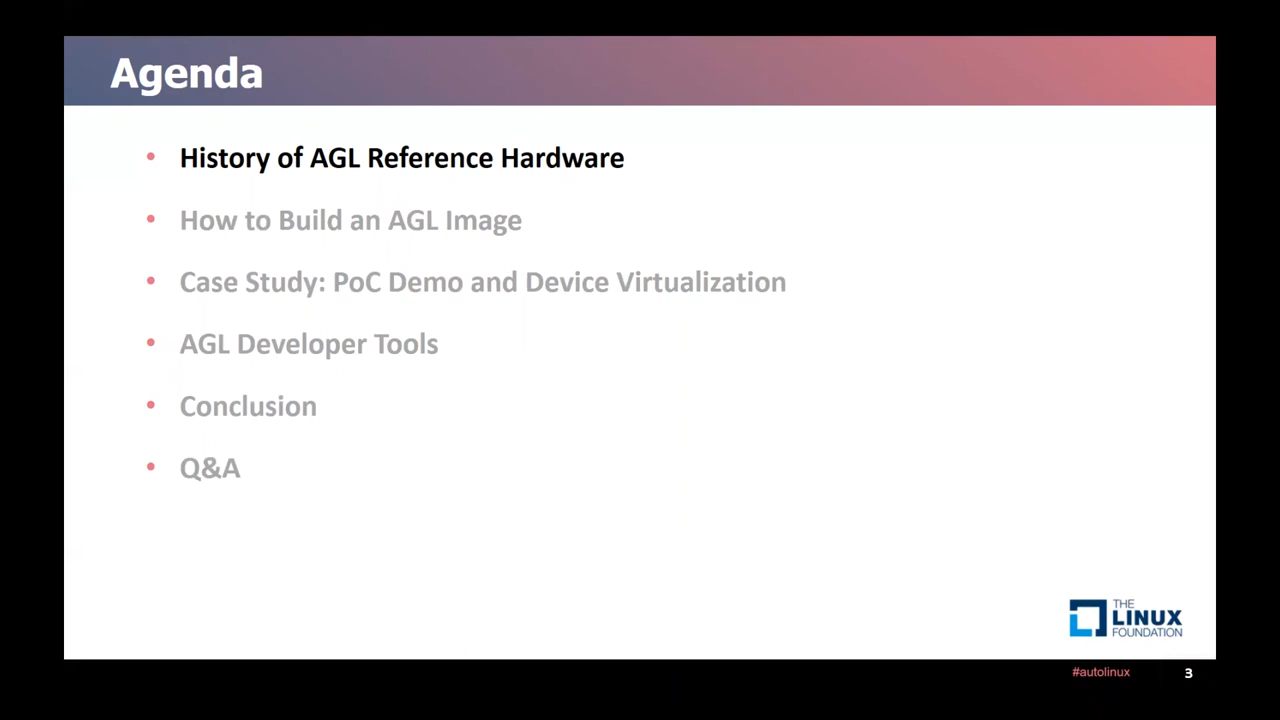 Agenda
• History of AGL Reference Hardware
• How to Build an AGL Image
• Case Study: PoC Demo and Device Virtualization
• AGL Developer Tools
• Conclusion
• Q&A
THE
LINUX
FOUNDATION
#autolinux
3